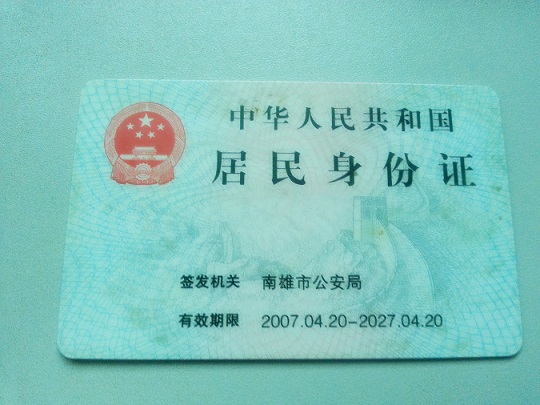 中华人民共和国
居民身份证
签发机关 南雄市公安局
有效期限 2007.04.20-2027.04.20